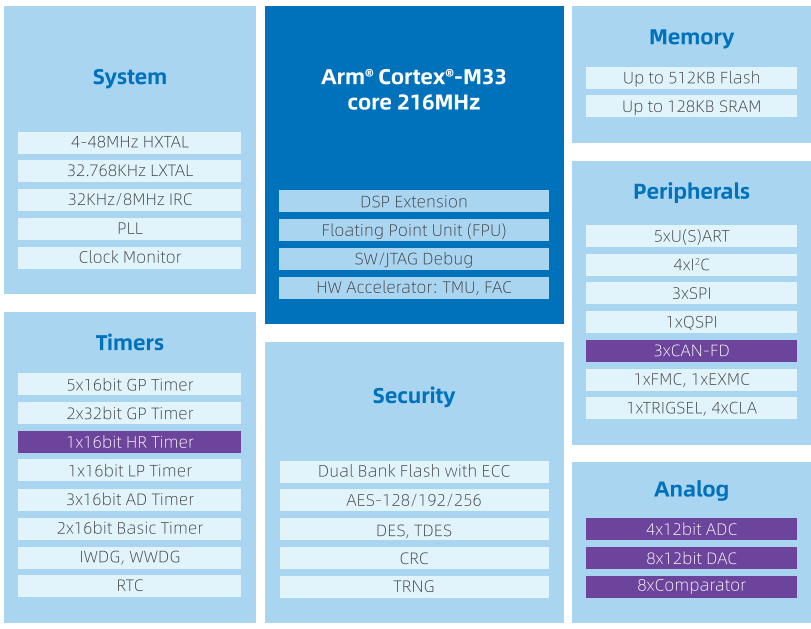 System
4-48MHz HXTAL
32.768KHz LXTAL
32KHz/8MHz IRC
PLL
Clock Monitor
Timers
5x16bit GP Timer
2x32bit GP Timer
1x16bit HR Timer
1x16bit LP Timer
3x16bit AD Timer
2x16bit Basic Timer
IWDG, WWDG
RTC
Arm® Cortex®-M33
core 216MHz
DSP Extension
Floating Point Unit (FPU)
SW/JTAG Debug
HW Accelerator: TMU, FAC
Security
Dual Bank Flash with ECC
AES-128/192/256
DES, TDES
CRC
TRNG
Memory
Up to 512KB Flash
Up to 128KB SRAM
Peripherals
5xU(S)ART
4xI²C
3xSPI
1xQSPI
3xCAN-FD
1xFMC, 1xEXMC
1xTRIGSEL, 4xCLA
Analog
4x12bit ADC
8x12bit DAC
8xComparator